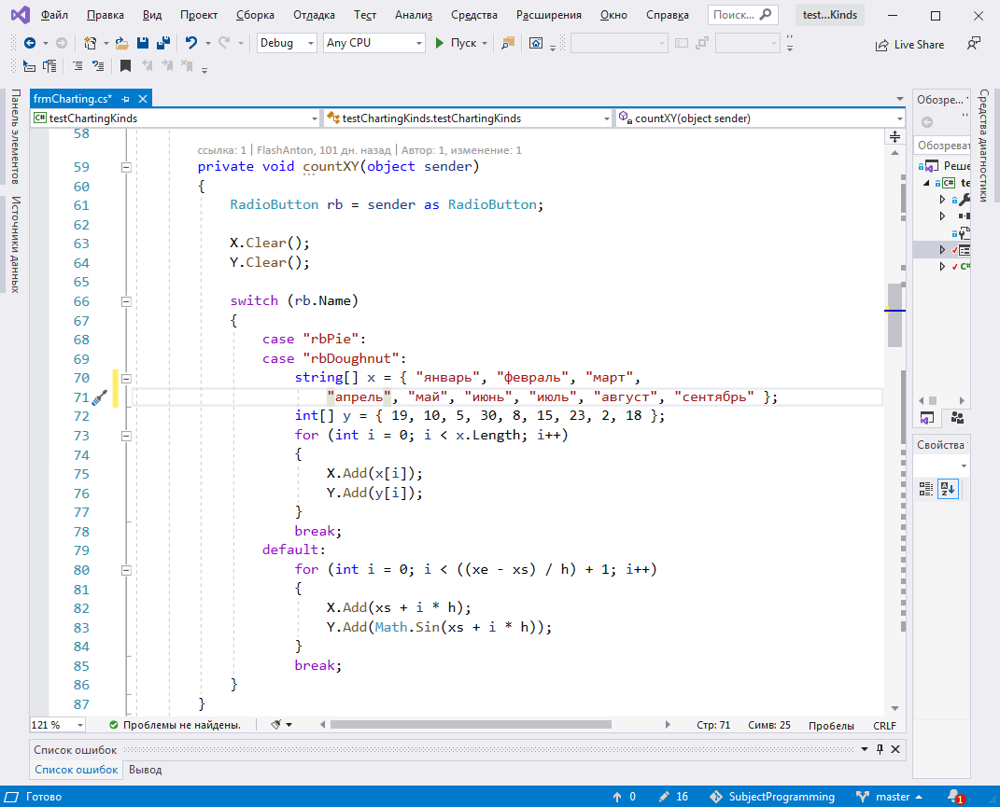 Файл Правка Вид Проект Сборка Отладка Тест Анализ Средства Расширения Окно Справка Поиск... test...Kinds
Debug Any CPU Пуск Live Share
Панель элементов
Источники данных
frmCharting.cs*
testChartingKinds testChartingKinds.testChartingKinds countXY(object sender)
58
ссылка: 1 | FlashAnton, 101 дн. назад | Автор: 1, изменение: 1
59 private void countXY(object sender)
60 {
61 RadioButton rb = sender as RadioButton;
62
63 X.Clear();
64 Y.Clear();
65
66 switch (rb.Name)
67 {
68 case "rbPie":
69 case "rbDoughnut":
70 string[] x = { "январь", "февраль", "март",
71 "апрель", "май", "июнь", "июль", "август", "сентябрь" };
72 int[] y = { 19, 10, 5, 30, 8, 15, 23, 2, 18 };
73 for (int i = 0; i < x.Length; i++)
74 {
75 X.Add(x[i]);
76 Y.Add(y[i]);
77 }
78 break;
79 default:
80 for (int i = 0; i < ((xe - xs) / h) + 1; i++)
81 {
82 X.Add(xs + i * h);
83 Y.Add(Math.Sin(xs + i * h));
84 }
85 break;
86 }
87 }
121 % Проблемы не найдены. Стр: 71 Симв: 25 Пробелы CRLF
Обозре...
Обозреват
Реше
C# te
C#
Свойства
Средства диагностики
Список ошибок
Список ошибок Вывод
Готово 0 16 SubjectProgramming master 1